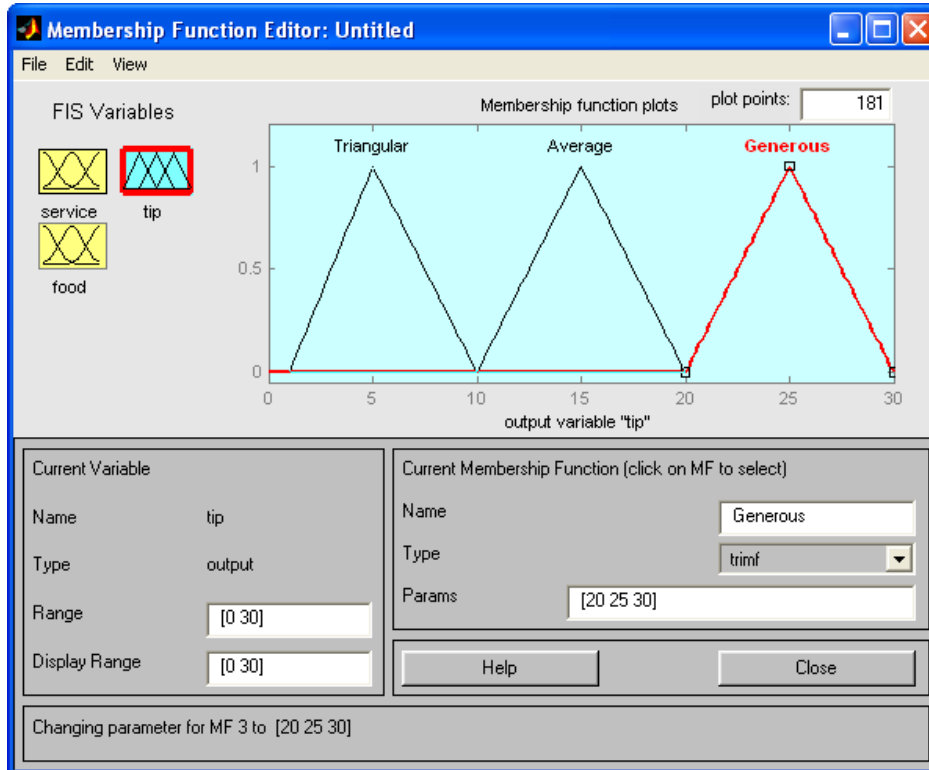 Membership Function Editor: Untitled
File Edit View
FIS Variables
Membership function plots
plot points: 181
service
tip
food
Triangular
Average
Generous
1
0.5
0
0 5 10 15 20 25 30
output variable "tip"
Current Variable
Name tip
Type output
Range [0 30]
Display Range [0 30]
Current Membership Function (click on MF to select)
Name Generous
Type trimf
Params [20 25 30]
Help
Close
Changing parameter for MF 3 to [20 25 30]